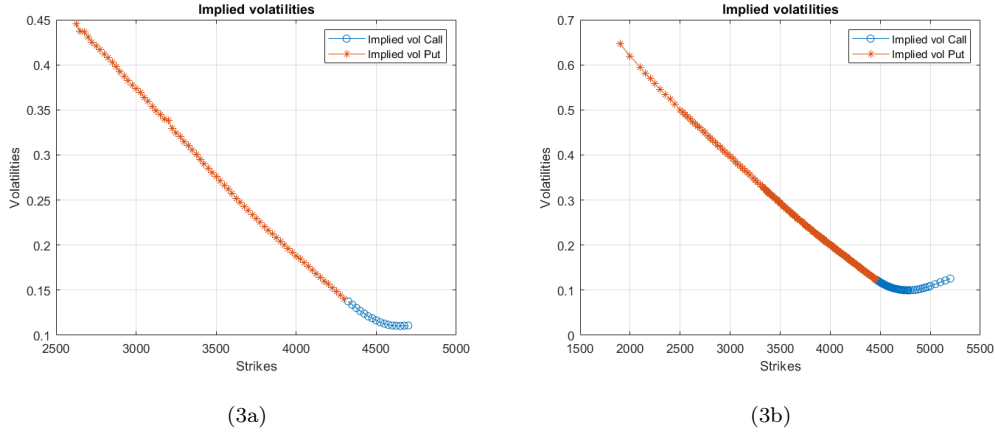 Implied volatilities
Implied vol Call
Implied vol Put
0.45
0.4
0.35
0.3
0.25
0.2
0.15
0.1
Volatilities
2500 3000 3500 4000 4500 5000
Strikes
(3a)
Implied volatilities
Implied vol Call
Implied vol Put
0.7
0.6
0.5
0.4
0.3
0.2
0.1
0
Volatilities
1500 2000 2500 3000 3500 4000 4500 5000 5500
Strikes
(3b)